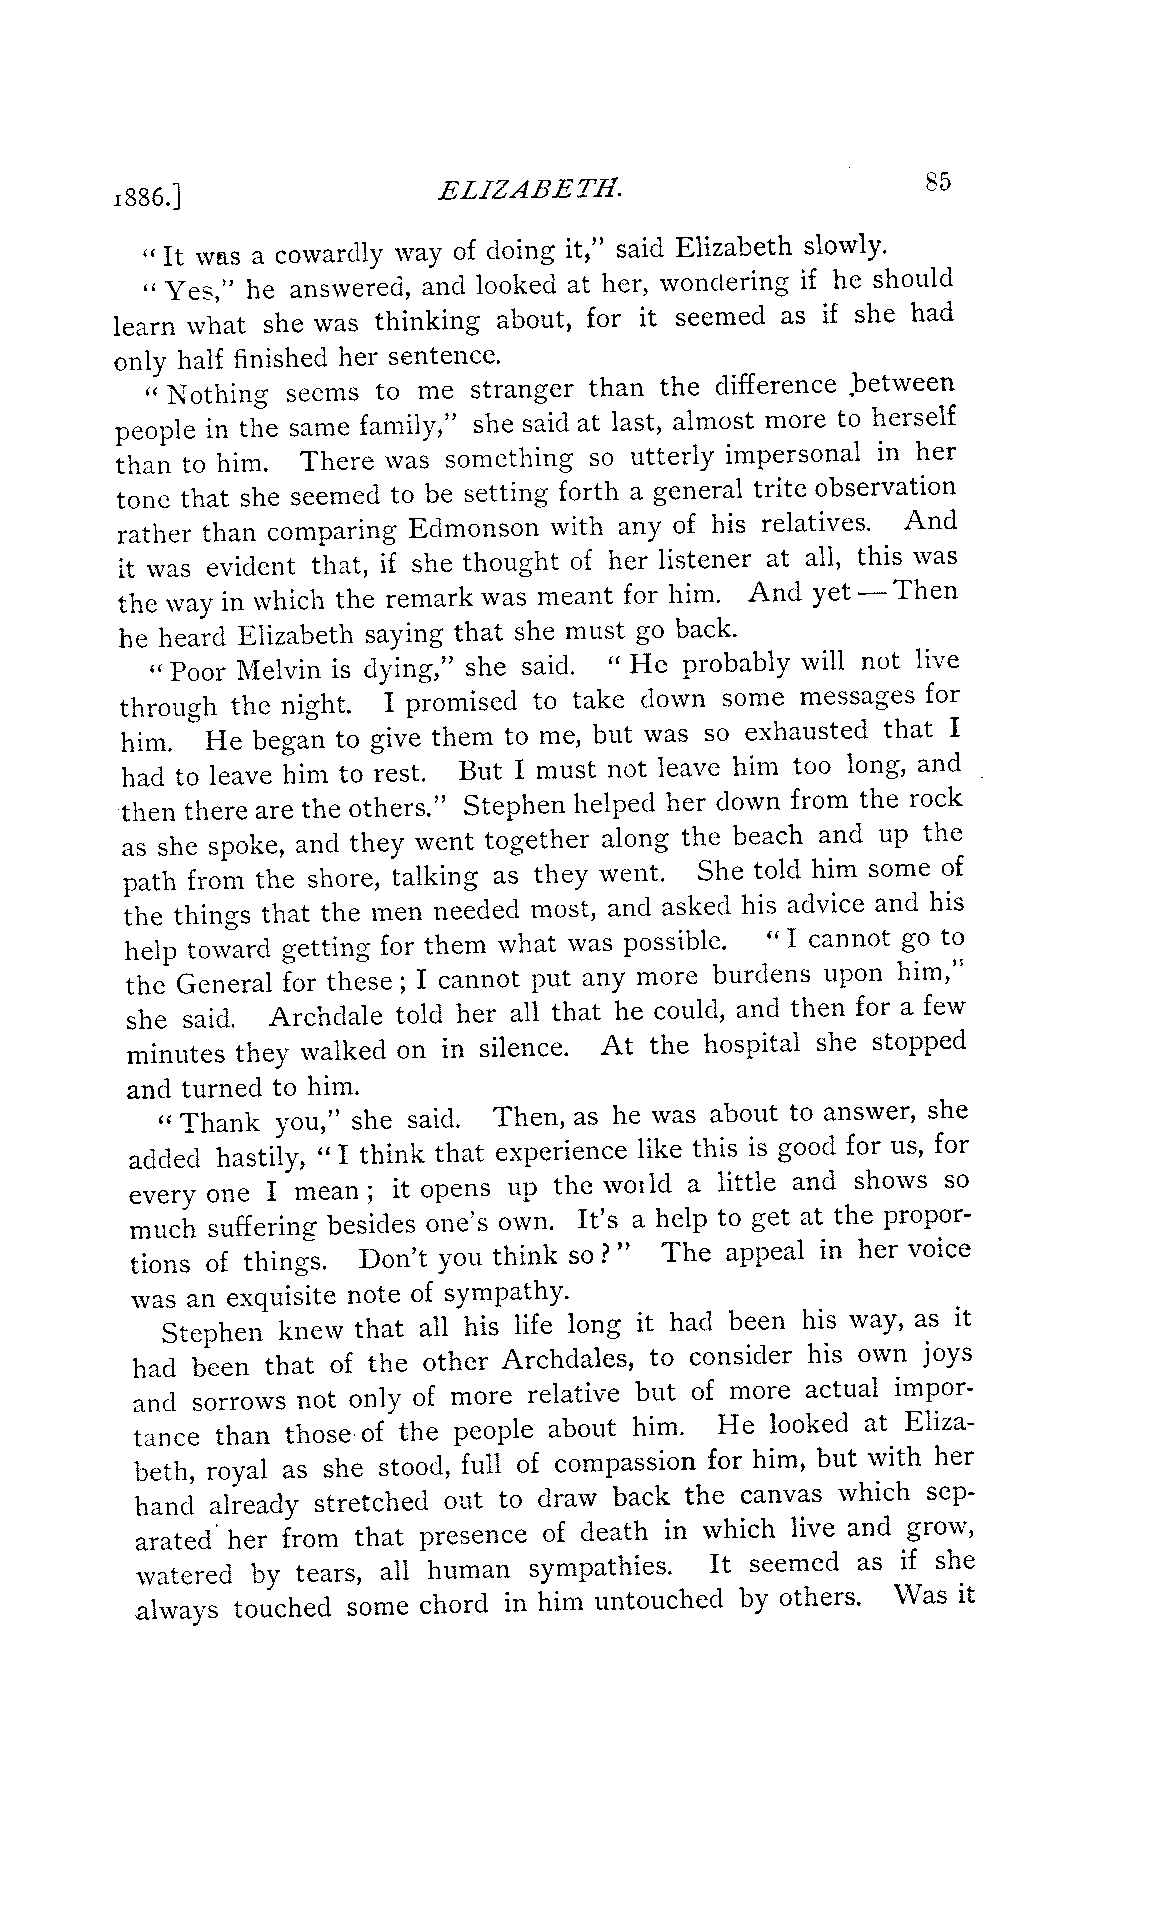 1886.] ELIZABETH. 85
"It was a cowardly way of doing it," said Elizabeth slowly.
"Yes," he answered, and looked at her, wondering if he should
learn what she was thinking about, for it seemed as if she had
only half finished her sentence.
"Nothing seems to me stranger than the difference between
people in the same family," she said at last, almost more to herself
than to him. There was something so utterly impersonal in her
tone that she seemed to be setting forth a general trite observation
rather than comparing Edmonson with any of his relatives. And
it was evident that, if she thought of her listener at all, this was
the way in which the remark was meant for him. And yet — Then
he heard Elizabeth saying that she must go back.
"Poor Melvin is dying," she said. "He probably will not live
through the night. I promised to take down some messages for
him. He began to give them to me, but was so exhausted that I
had to leave him to rest. But I must not leave him too long, and
then there are the others." Stephen helped her down from the rock
as she spoke, and they went together along the beach and up the
path from the shore, talking as they went. She told him some of
the things that the men needed most, and asked his advice and his
help toward getting for them what was possible. "I cannot go to
the General for these; I cannot put any more burdens upon him,"
she said. Archdale told her all that he could, and then for a few
minutes they walked on in silence. At the hospital she stopped
and turned to him.
"Thank you," she said. Then, as he was about to answer, she
added hastily, "I think that experience like this is good for us, for
every one I mean; it opens up the world a little and shows so
much suffering besides one's own. It's a help to get at the propor-
tions of things. Don't you think so?" The appeal in her voice
was an exquisite note of sympathy.
Stephen knew that all his life long it had been his way, as it
had been that of the other Archdales, to consider his own joys
and sorrows not only of more relative but of more actual impor-
tance than those of the people about him. He looked at Eliza-
beth, royal as she stood, full of compassion for him, but with her
hand already stretched out to draw back the canvas which sep-
arated her from that presence of death in which live and grow,
watered by tears, all human sympathies. It seemed as if she
always touched some chord in him untouched by others. Was it